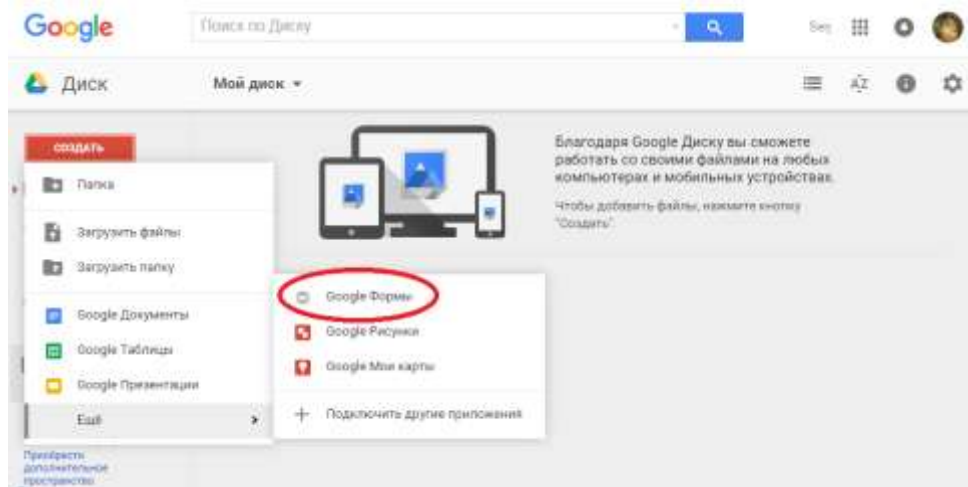 Google
Поиск по Диску
Диск
Мой диск
СОЗДАТЬ
Благодаря Google Диску вы сможете
работать со своими файлами на любых
компьютерах и мобильных устройствах.
Чтобы добавить файлы, нажмите кнопку
"Создать".
Папка
Загрузить файлы
Загрузить папку
Google Документы
Google Таблицы
Google Презентации
Ещё
Google Формы
Google Рисунки
Google Мои карты
Подключить другие приложения
Приобрести
дополнительное
пространство